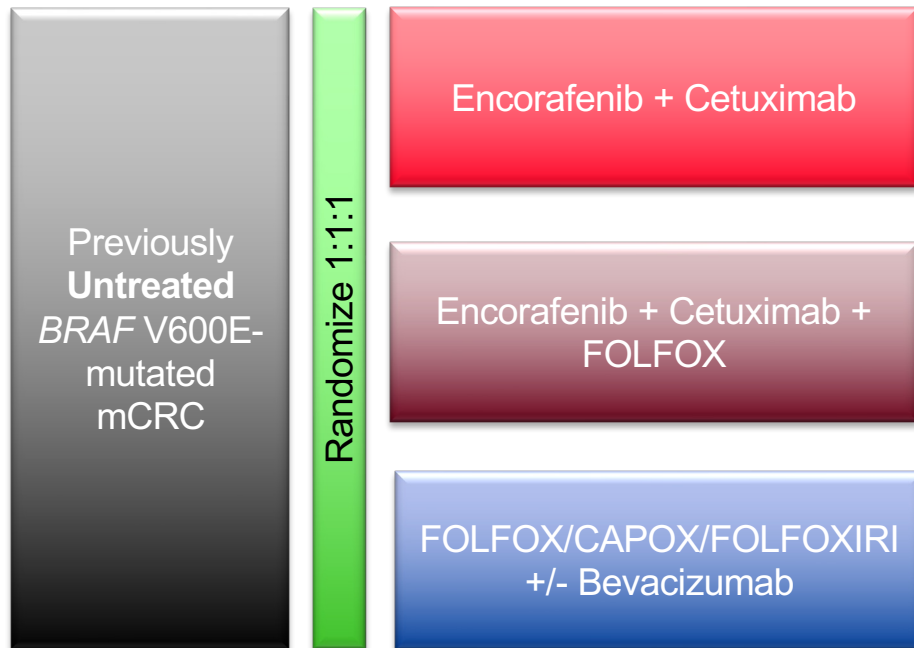 Previously
Untreated
BRAF V600E-
mutated
mCRC
Randomize 1:1:1
Encorafenib + Cetuximab
Encorafenib + Cetuximab +
FOLFOX
FOLFOX/CAPOX/FOLFOXIRI
+/- Bevacizumab